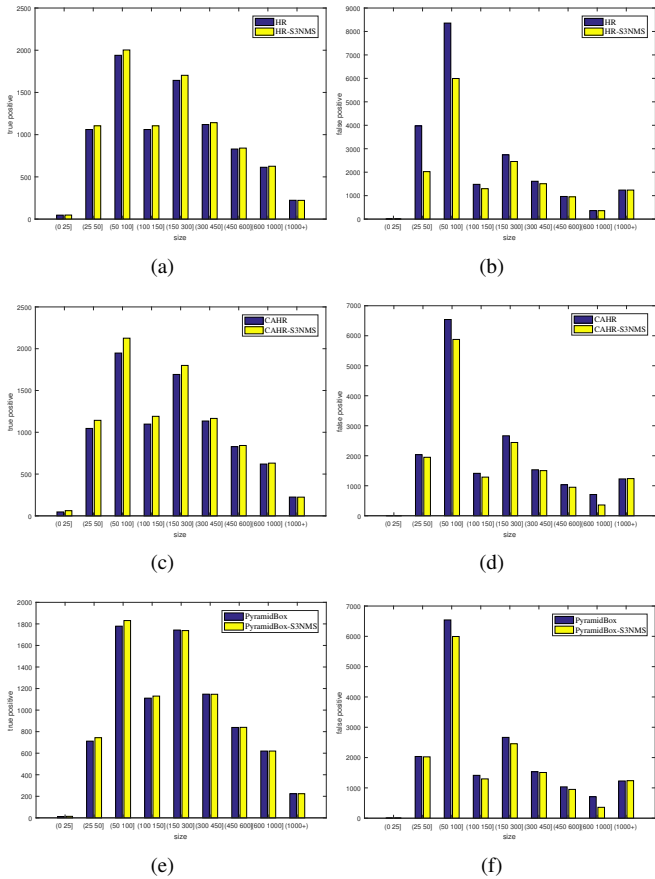 2500
2000
1500
1000
500
0
true positive
HR
HR-S3NMS
(0 25] (25 50] (50 100] (100 150] (150 300] (300 450] (450 600] (600 1000] (1000+)
size
(a)
9000
8000
7000
6000
5000
4000
3000
2000
1000
0
false positive
HR
HR-S3NMS
(0 25] (25 50] (50 100] (100 150] (150 300] (300 450] (450 600] (600 1000] (1000+)
size
(b)
2500
2000
1500
1000
500
0
true positive
CAHR
CAHR-S3NMS
(0 25] (25 50] (50 100] (100 150] (150 300] (300 450] (450 600] (600 1000] (1000+)
size
(c)
7000
6000
5000
4000
3000
2000
1000
0
false positive
CAHR
CAHR-S3NMS
(0 25] (25 50] (50 100] (100 150] (150 300] (300 450] (450 600] (600 1000] (1000+)
size
(d)
2000
1800
1600
1400
1200
1000
800
600
400
200
0
true positive
PyramidBox
PyramidBox-S3NMS
(0 25] (25 50] (50 100] (100 150] (150 300] (300 450] (450 600] (600 1000] (1000+)
size
(e)
7000
6000
5000
4000
3000
2000
1000
0
false positive
PyramidBox
PyramidBox-S3NMS
(0 25] (25 50] (50 100] (100 150] (150 300] (300 450] (450 600] (600 1000] (1000+)
size
(f)